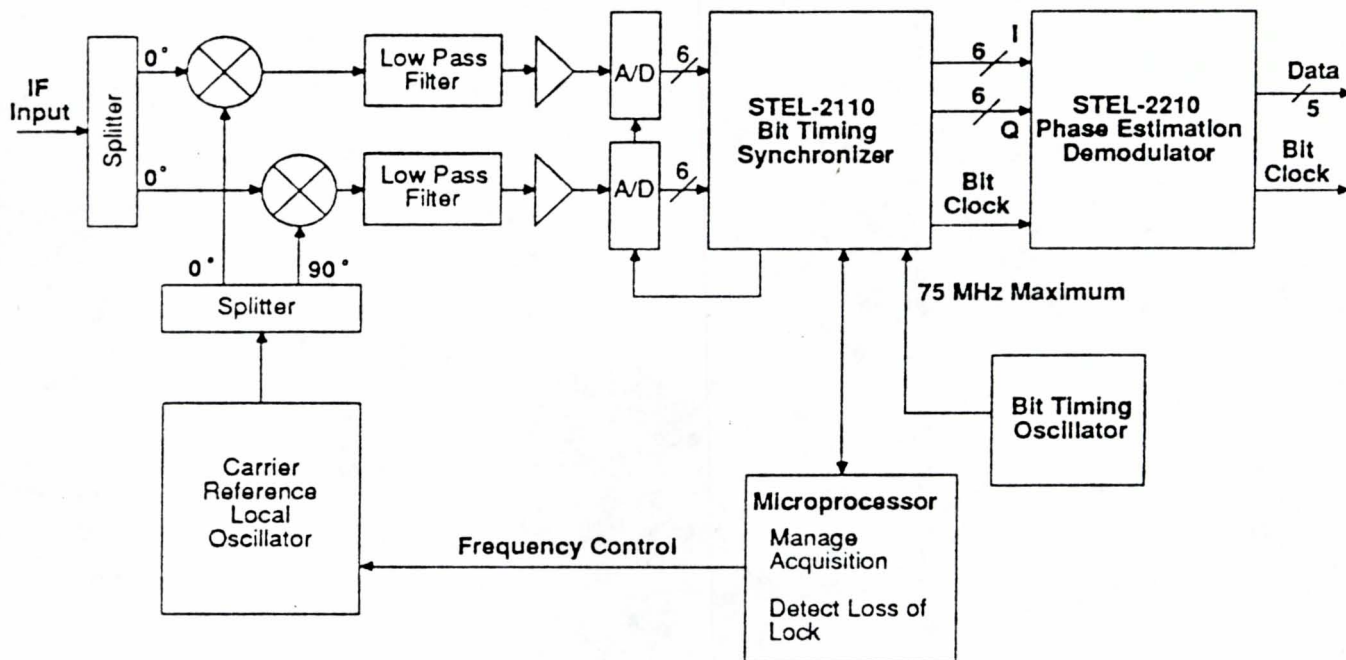 IF
Input
Splitter
0°
0°
Low Pass
Filter
Low Pass
Filter
A/D
A/D
6
6
STEL-2110
Bit Timing
Synchronizer
6
I
6
Q
Bit
Clock
STEL-2210
Phase Estimation
Demodulator
Data
5
Bit
Clock
0°
90°
Splitter
75 MHz Maximum
Bit Timing
Oscillator
Carrier
Reference
Local
Oscillator
Frequency Control
Microprocessor
Manage
Acquisition
Detect Loss of
Lock